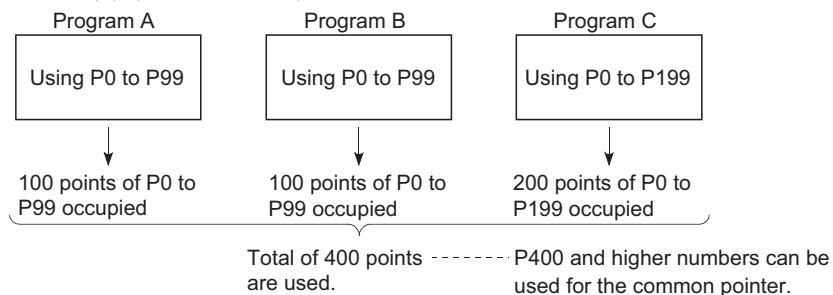 Program A
Program B
Program C
Using P0 to P99
Using P0 to P99
Using P0 to P199
100 points of P0 to
P99 occupied
100 points of P0 to
P99 occupied
200 points of P0 to
P199 occupied
Total of 400 points
are used.
P400 and higher numbers can be
used for the common pointer.